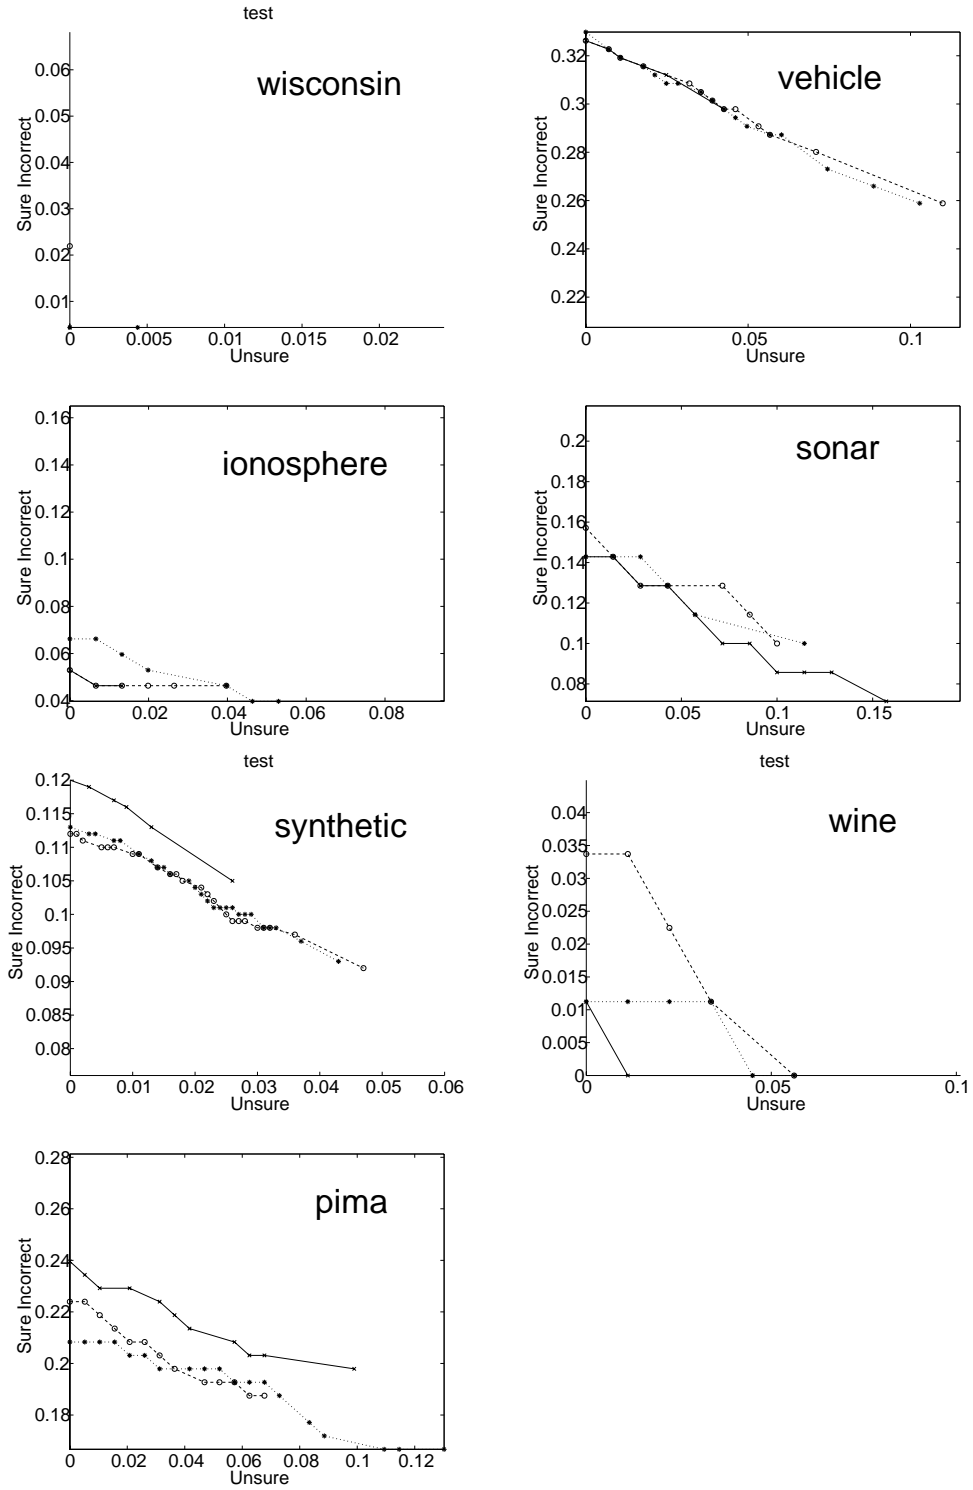 test
wisconsin
Sure Incorrect
0.06
0.05
0.04
0.03
0.02
0.01
0 0.005 0.01 0.015 0.02
Unsure
vehicle
Sure Incorrect
0.32
0.3
0.28
0.26
0.24
0.22
0 0.05 0.1
Unsure
ionosphere
Sure Incorrect
0.16
0.14
0.12
0.1
0.08
0.06
0.04
0 0.02 0.04 0.06 0.08
Unsure
sonar
Sure Incorrect
0.2
0.18
0.16
0.14
0.12
0.1
0.08
0 0.05 0.1 0.15
Unsure
test
synthetic
Sure Incorrect
0.12
0.115
0.11
0.105
0.1
0.095
0.09
0.085
0.08
0 0.01 0.02 0.03 0.04 0.05 0.06
Unsure
test
wine
Sure Incorrect
0.04
0.035
0.03
0.025
0.02
0.015
0.01
0.005
0
0 0.05 0.1
Unsure
pima
Sure Incorrect
0.28
0.26
0.24
0.22
0.2
0.18
0 0.02 0.04 0.06 0.08 0.1 0.12
Unsure